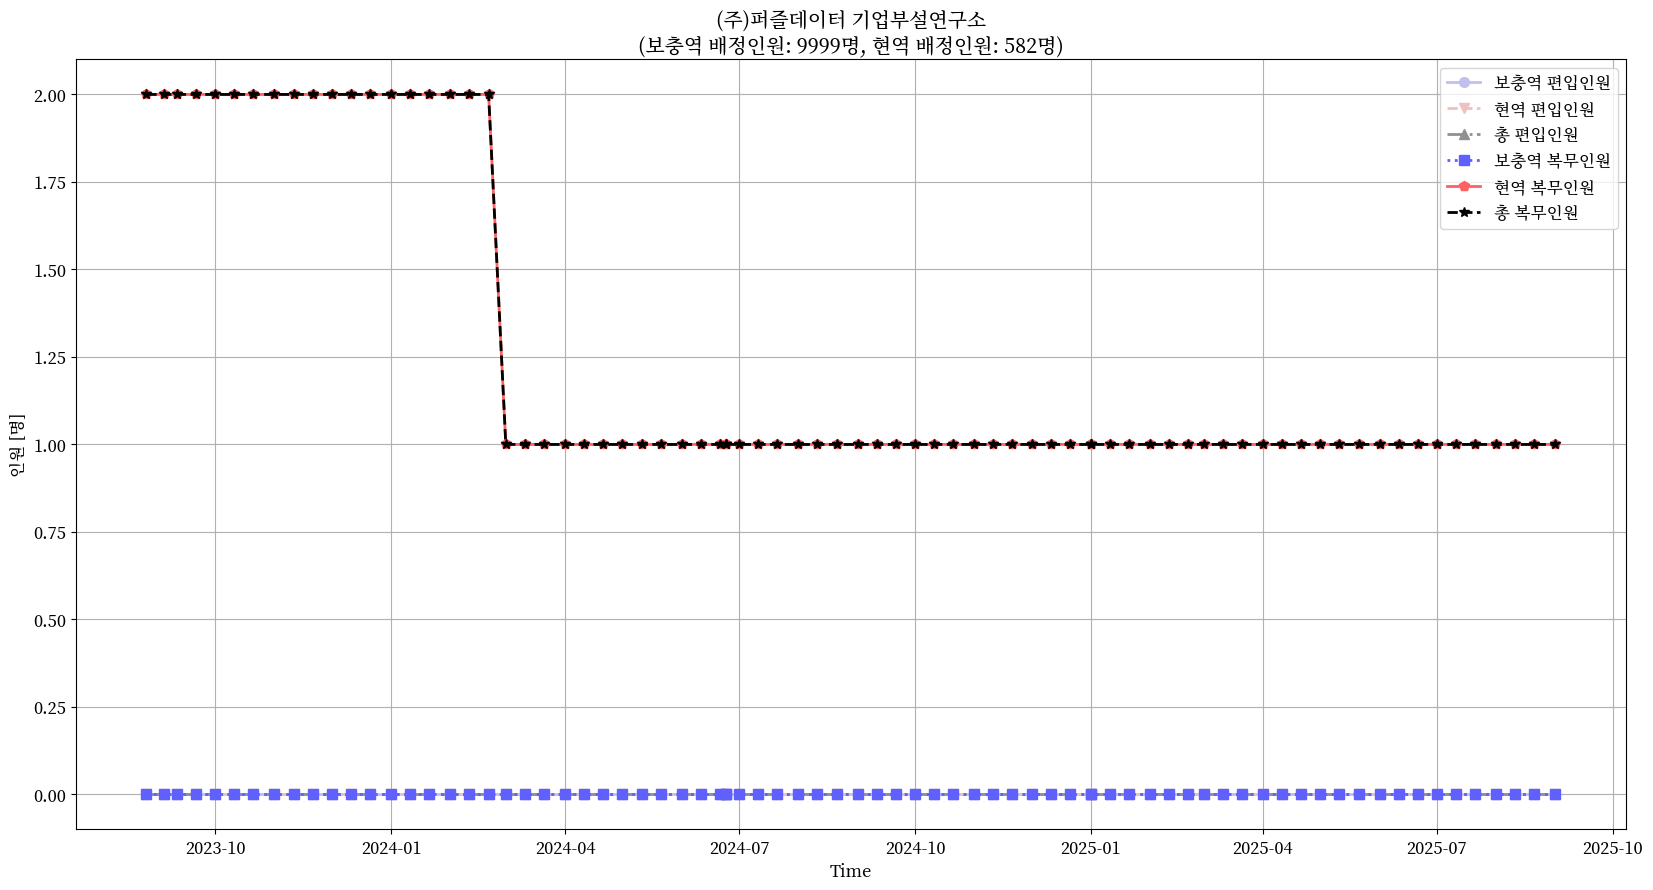 (주)퍼즐데이터 기업부설연구소
(보충역 배정인원: 9999명, 현역 배정인원: 582명)
보충역 편입인원
현역 편입인원
총 편입인원
보충역 복무인원
현역 복무인원
총 복무인원
인원 [명]
2.00
1.75
1.50
1.25
1.00
0.75
0.50
0.25
0.00
2023-10
2024-01
2024-04
2024-07
2024-10
2025-01
2025-04
2025-07
2025-10
Time